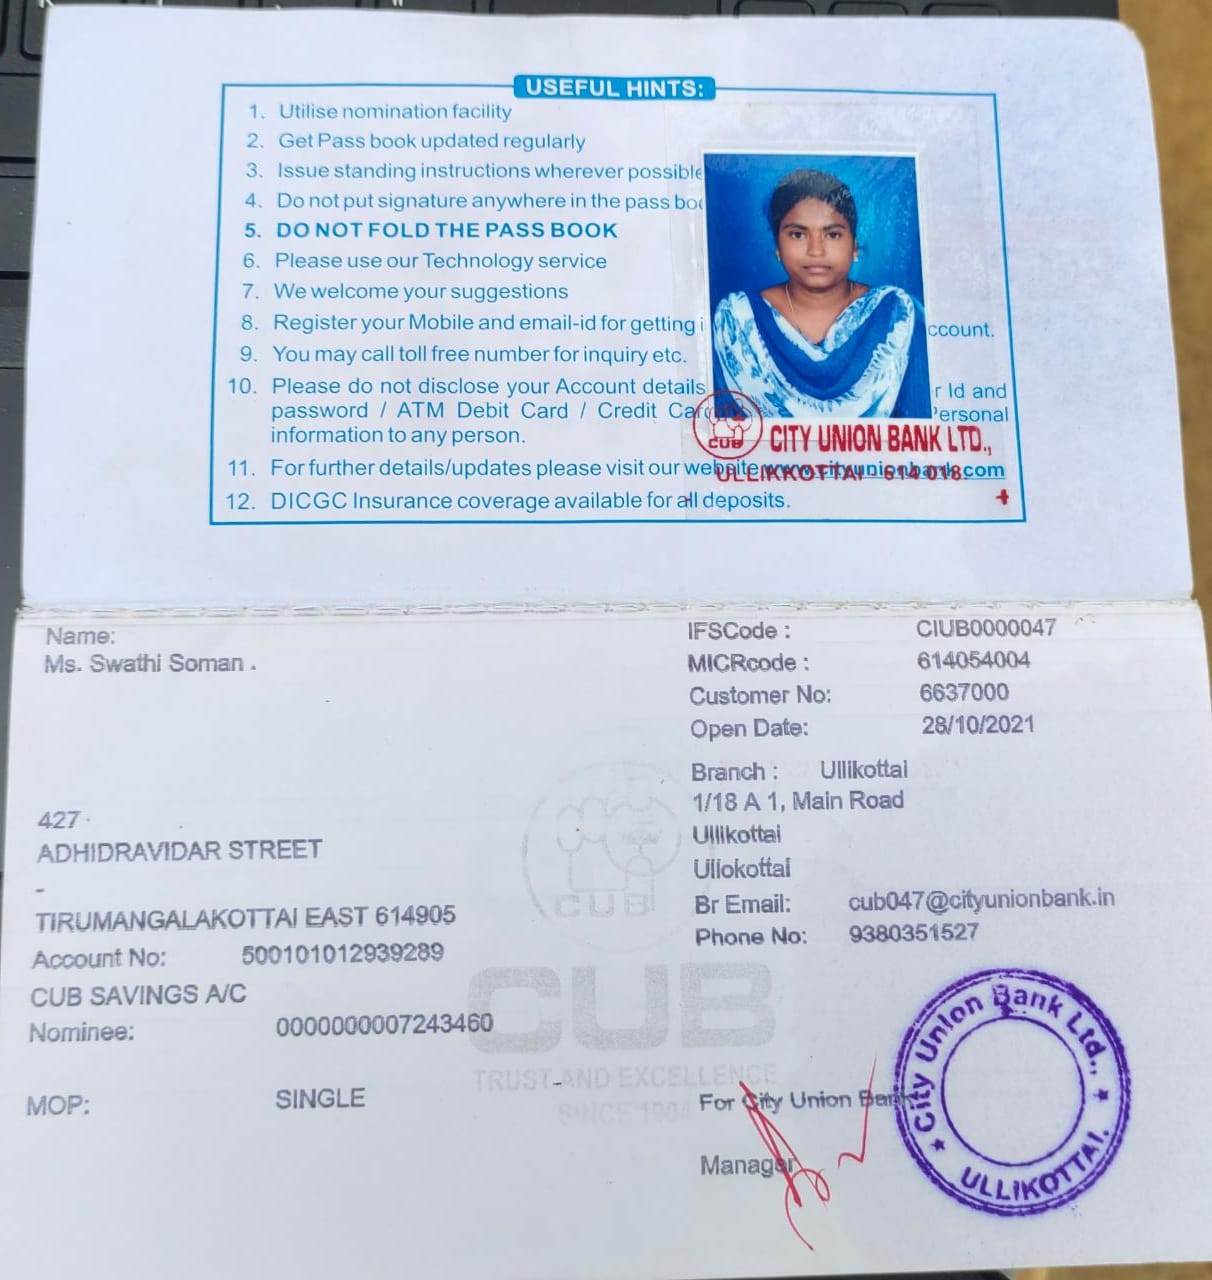 USEFUL HINTS:
1. Utilise nomination facility
2. Get Pass book updated regularly
3. Issue standing instructions wherever possible
4. Do not put signature anywhere in the pass
5. DO NOT FOLD THE PASS BOOK
6. Please use our Technology service
7. We welcome your suggestions
8. Register your Mobile and email-id for getting ccount.
9. You may call toll free number for inquiry etc.
10. Please do not disclose your Account details r Id and
password / ATM Debit Card / Credit ersonal
information to any person.
CUB CITY UNION BANK LTD.,
11. For further details/updates please visit our website www.cityunionbank.com
ULLIKKOTTAI - 614 018.
12. DICGC Insurance coverage available for all deposits.
Name:
Ms. Swathi Soman .
427
ADHIDRAVIDAR STREET
-
TIRUMANGALAKOTTAI EAST 614905
Account No: 500101012939289
CUB SAVINGS A/C
Nominee: 0000000007243460
MOP: SINGLE
IFSCode : CIUB0000047
MICRcode : 614054004
Customer No: 6637000
Open Date: 28/10/2021
Branch : Ullikottai
1/18 A 1, Main Road
Ullikottai
Ullokottai
Br Email: cub047@cityunionbank.in
Phone No: 9380351527
CUB
CUB
TRUST AND EXCELLENCE
SINCE 1904
For City Union Bank
Manager
City Union Bank Ltd.,
ULLIKOTTAI.